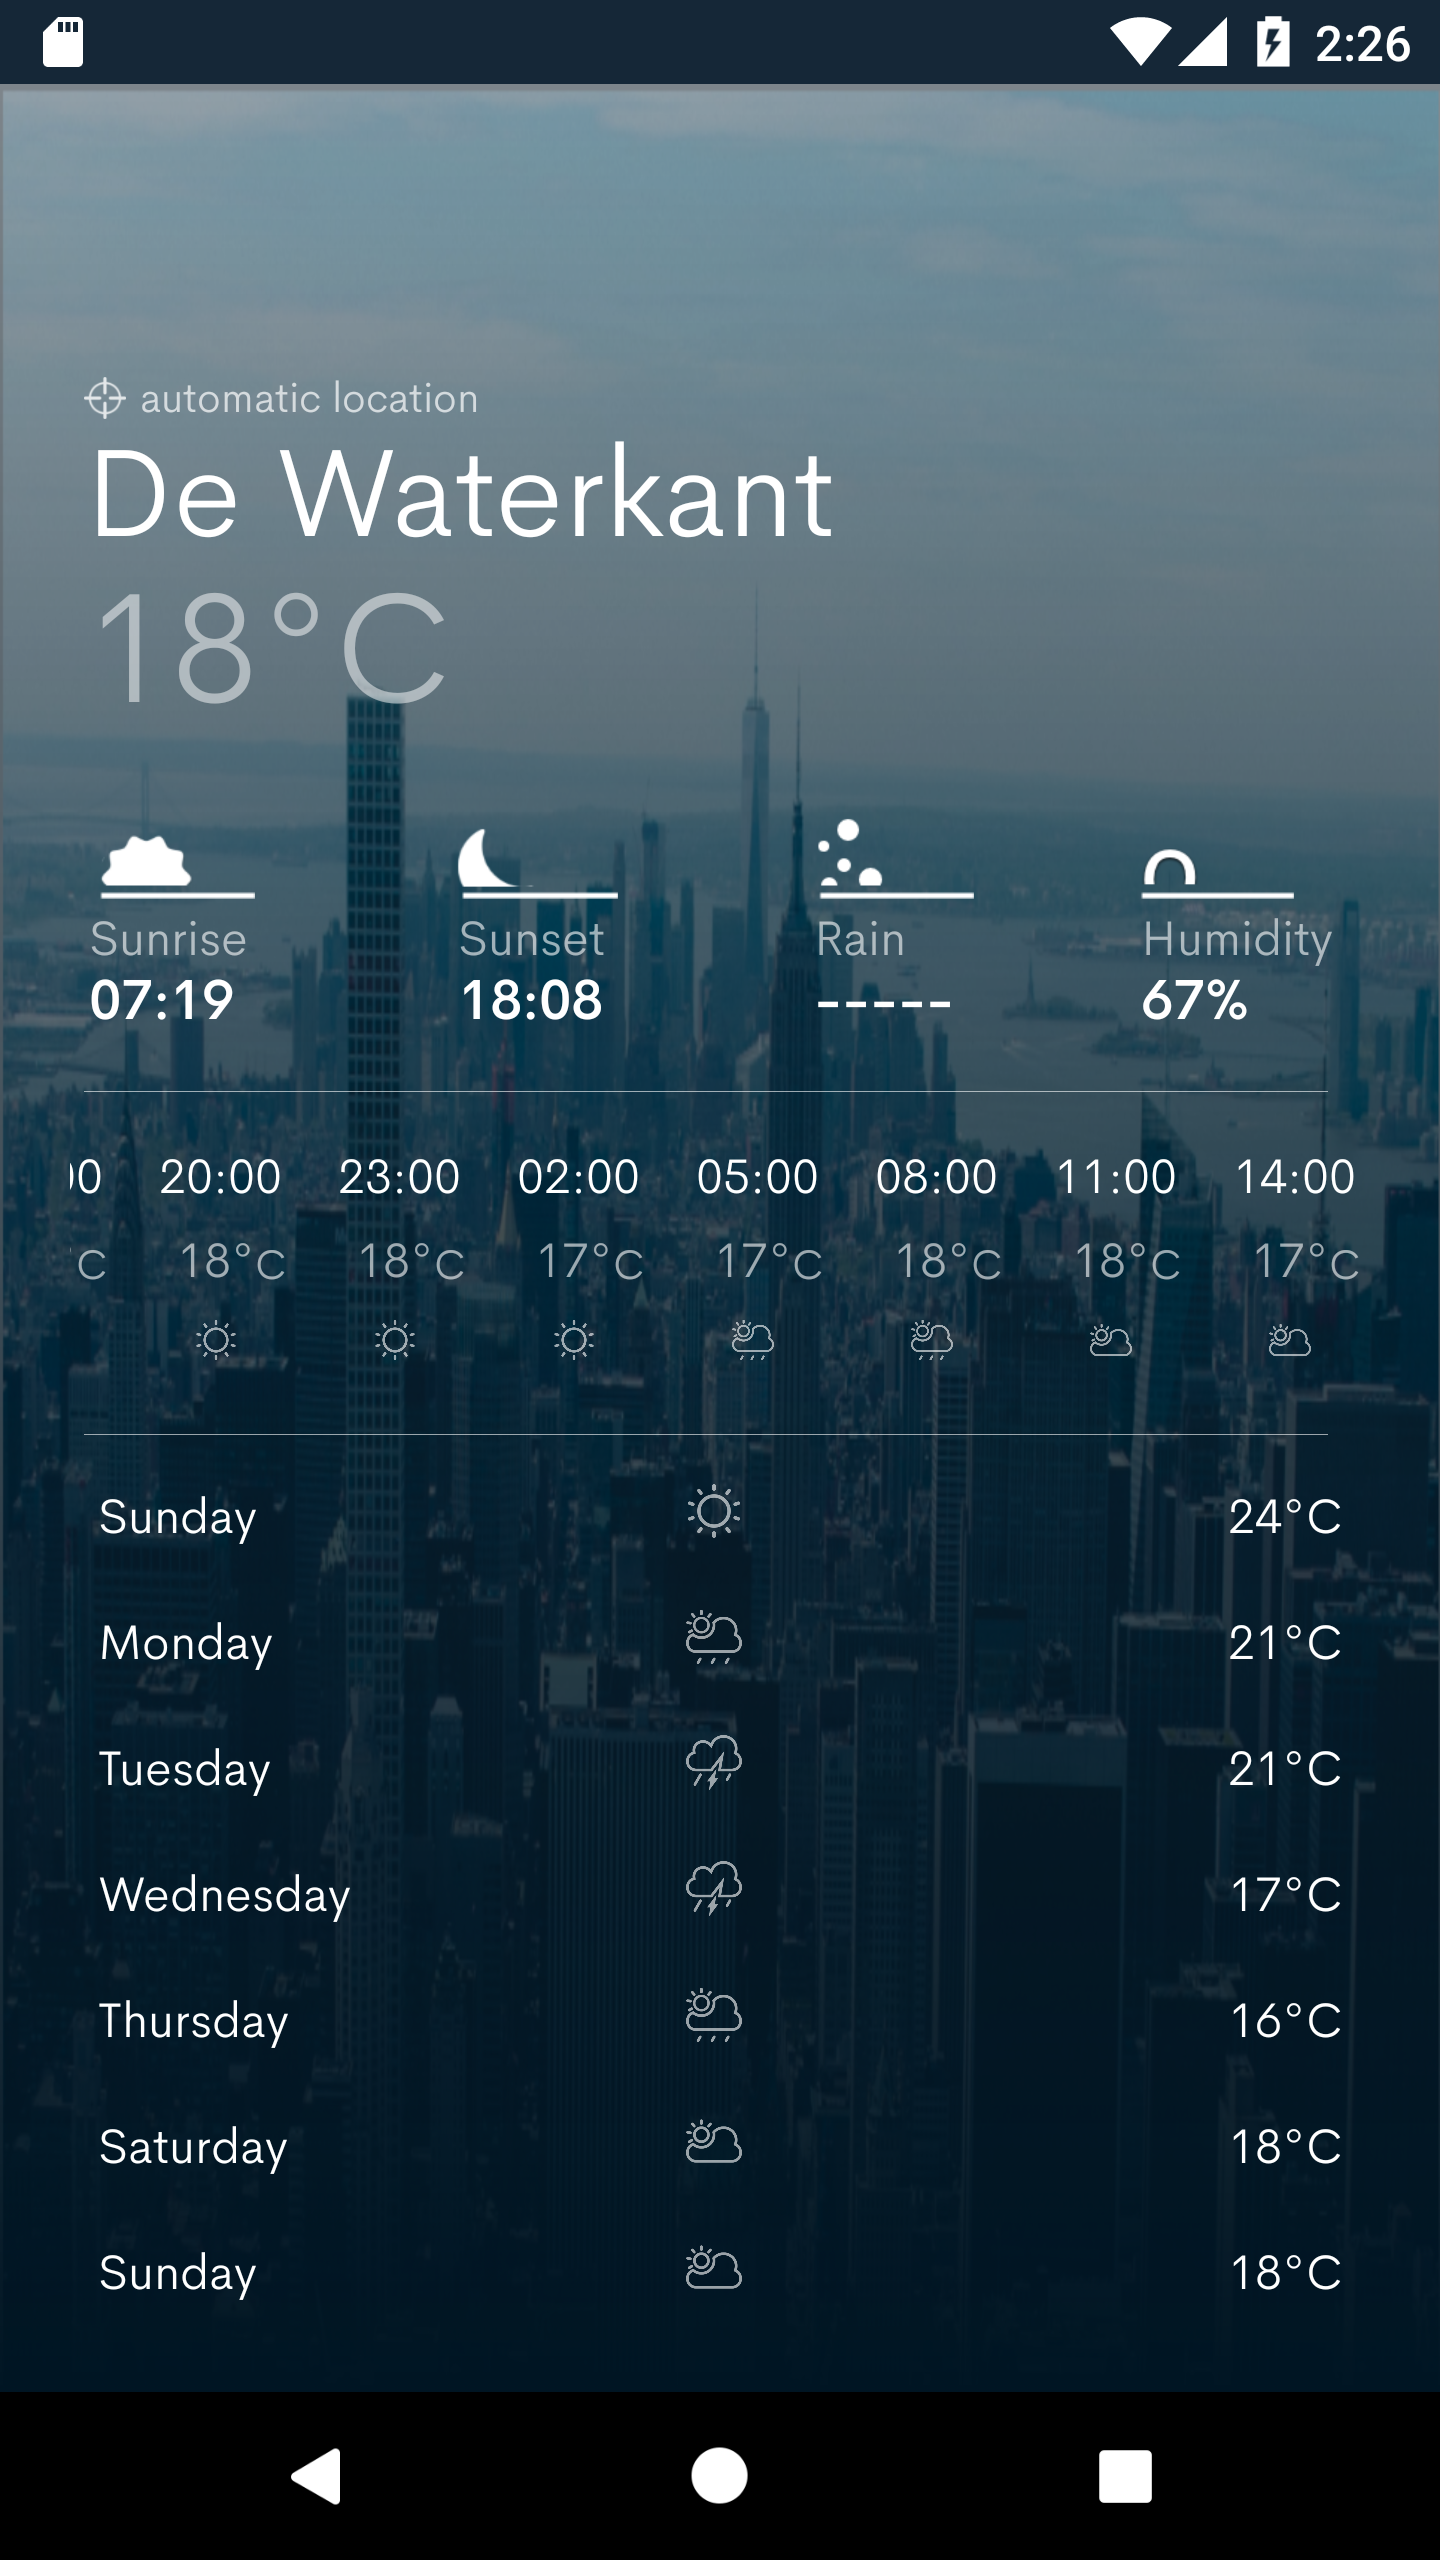 2:26
automatic location
De Waterkant
18°C
Sunrise Sunset Rain Humidity
07:19 18:08 ----- 67%
20:00 23:00 02:00 05:00 08:00 11:00 14:00
18°C 18°C 17°C 17°C 18°C 18°C 17°C
Sunday 24°C
Monday 21°C
Tuesday 21°C
Wednesday 17°C
Thursday 16°C
Saturday 18°C
Sunday 18°C